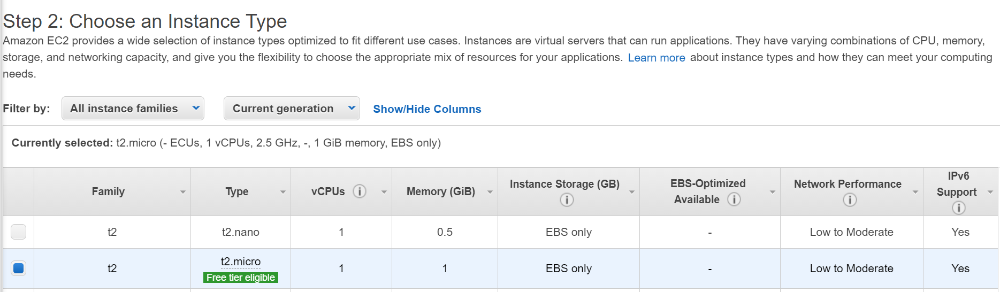 Step 2: Choose an Instance Type
Amazon EC2 provides a wide selection of instance types optimized to fit different use cases. Instances are virtual servers that can run applications. They have varying combinations of CPU, memory,
storage, and networking capacity, and give you the flexibility to choose the appropriate mix of resources for your applications. Learn more about instance types and how they can meet your computing
needs.
Filter by: All instance families Current generation Show/Hide Columns
Currently selected: t2.micro (- ECUs, 1 vCPUs, 2.5 GHz, -, 1 GiB memory, EBS only)
Family Type vCPUs i Memory (GiB) Instance Storage (GB) i EBS-Optimized Available i Network Performance i IPv6 Support i
t2 t2.nano 1 0.5 EBS only - Low to Moderate Yes
t2 t2.micro Free tier eligible 1 1 EBS only - Low to Moderate Yes